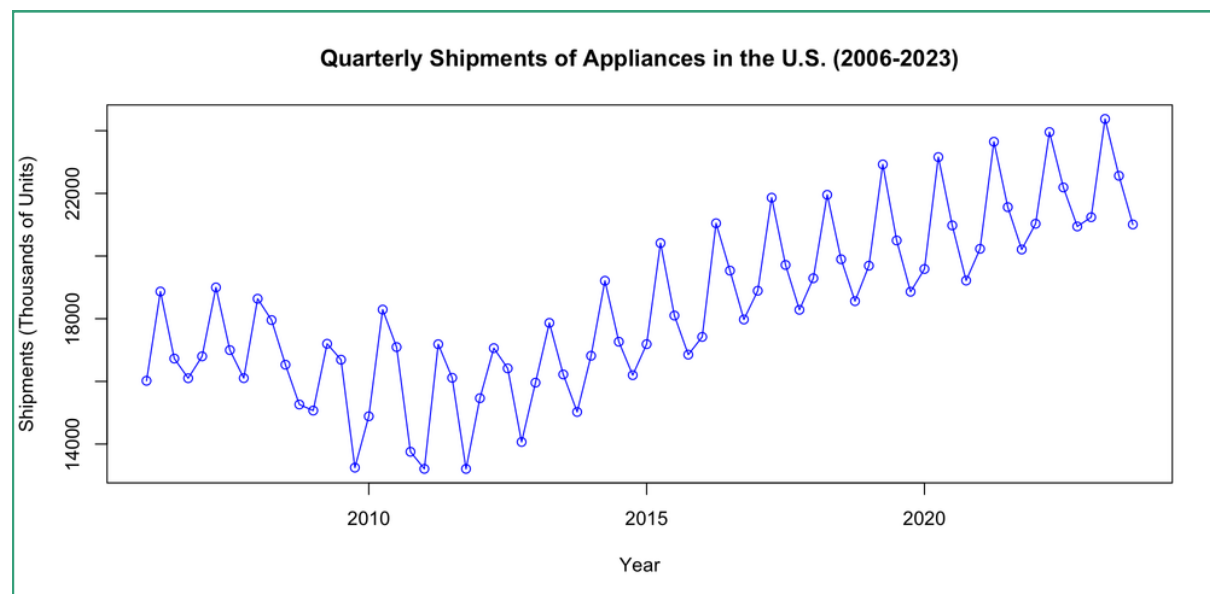 Quarterly Shipments of Appliances in the U.S. (2006-2023)
Shipments (Thousands of Units)
22000
18000
14000
2010 2015 2020
Year